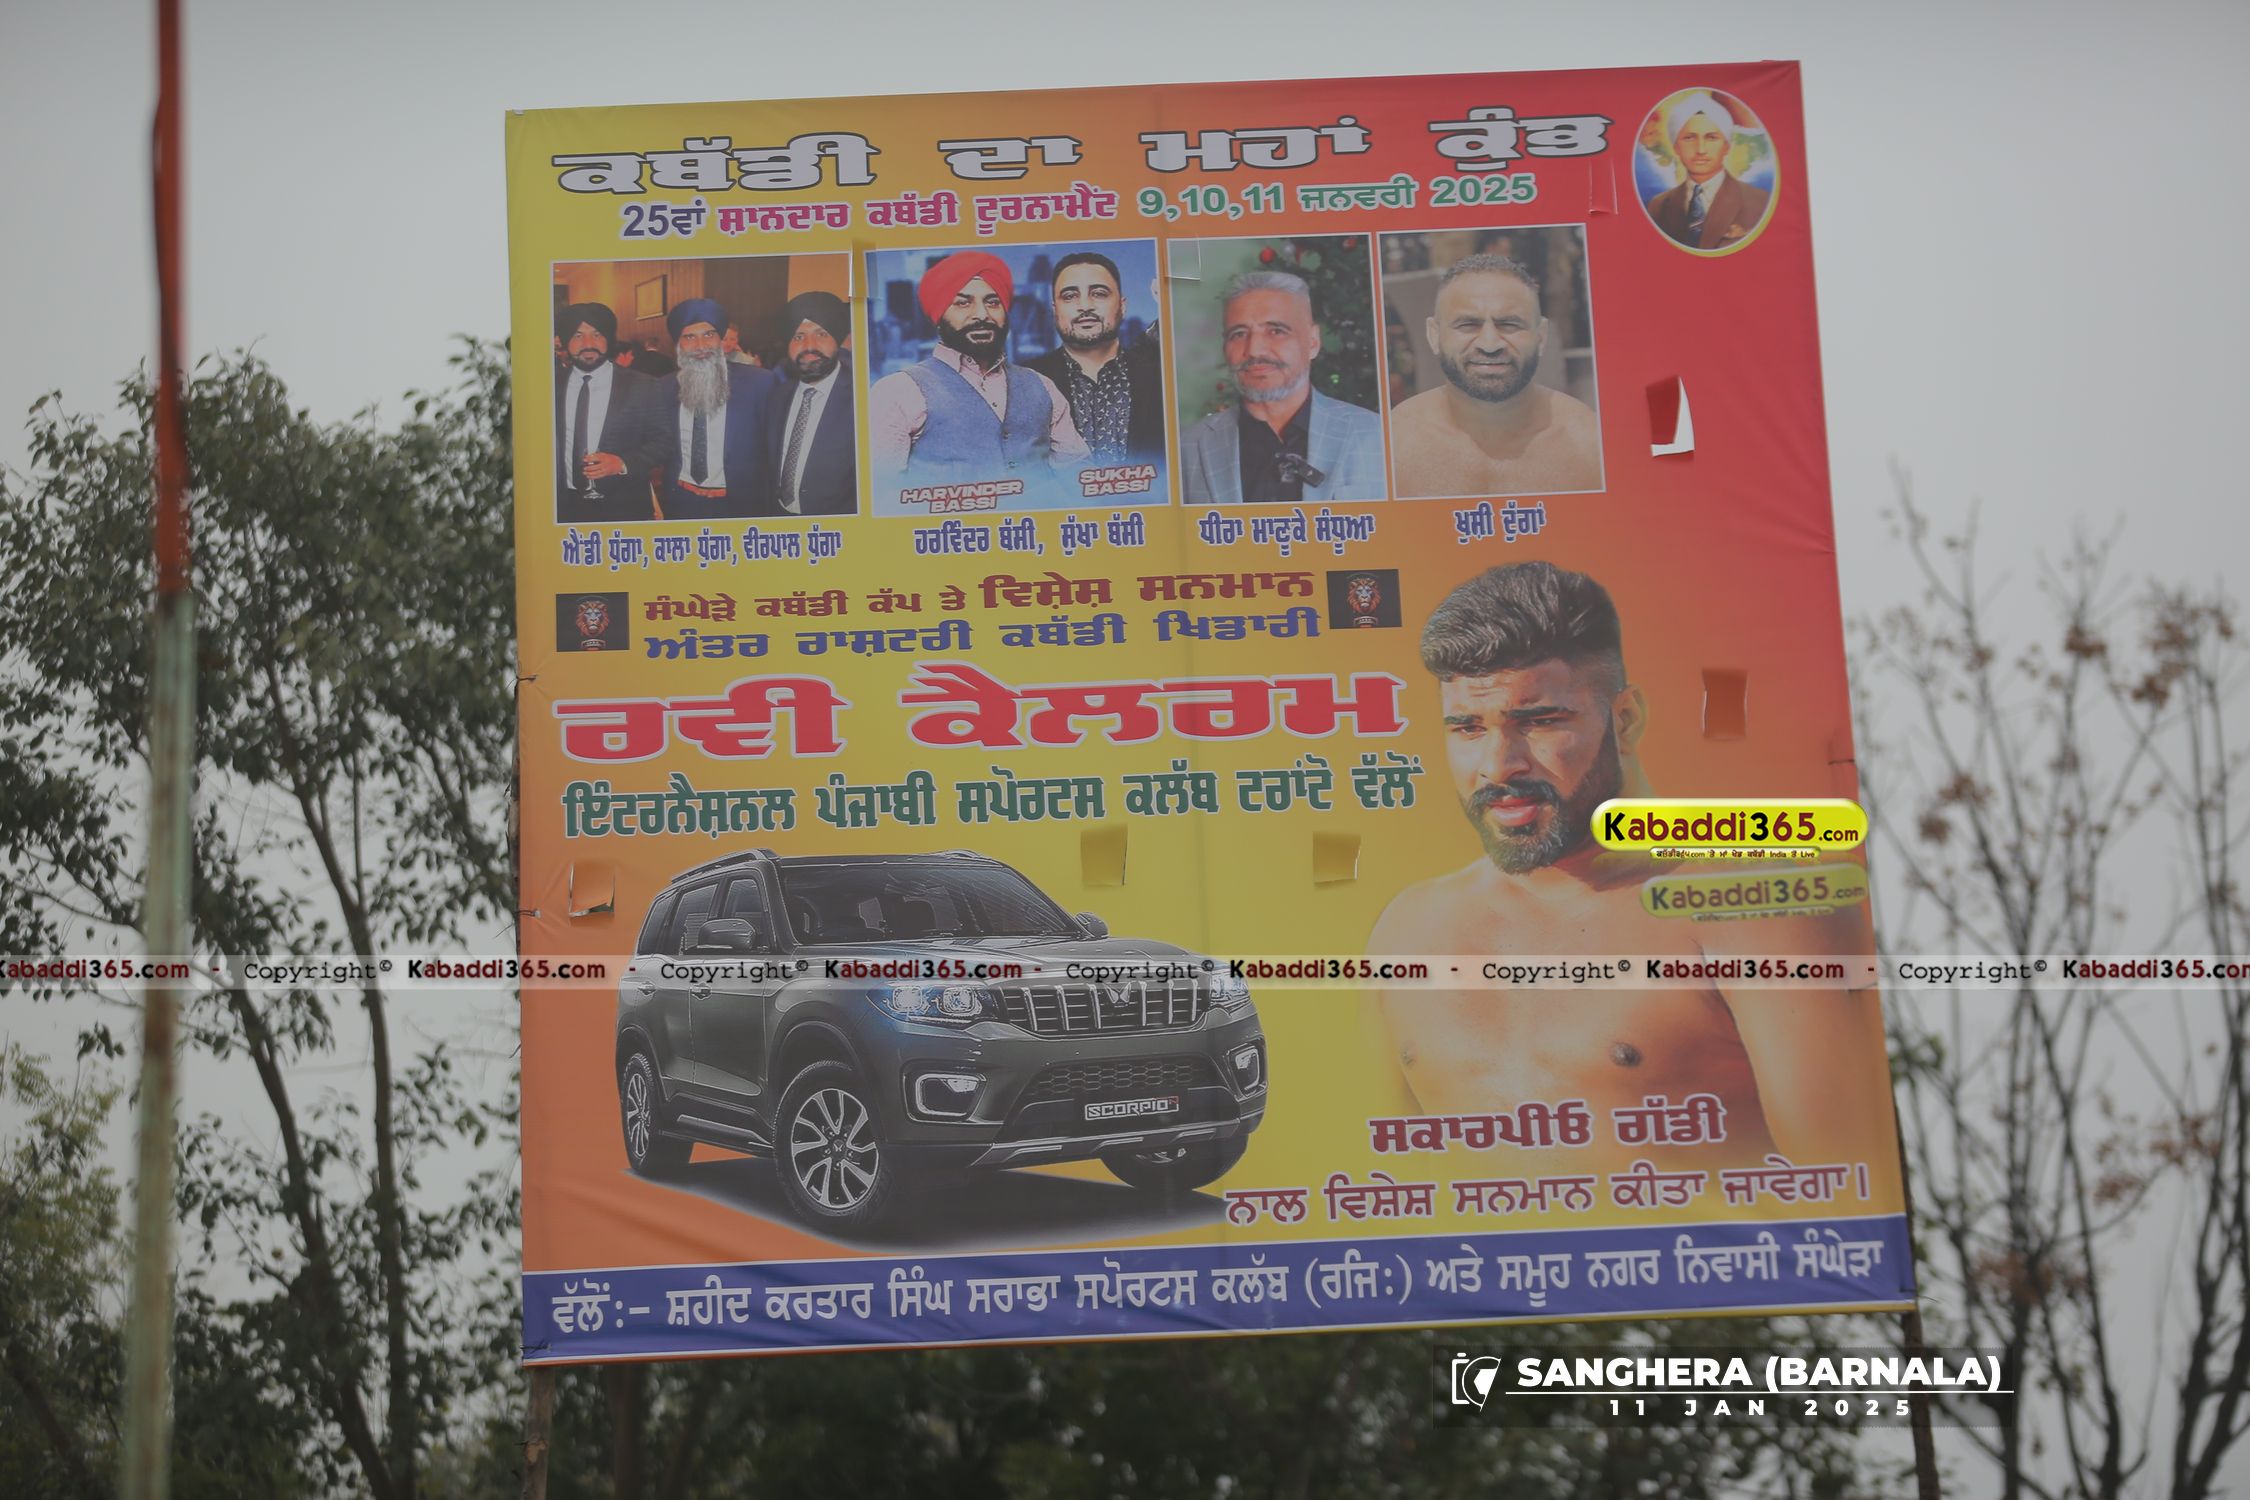 ਕਬੱਡੀ ਦਾ ਮਹਾਂ ਕੁੰਭ
25ਵਾਂ ਸ਼ਾਨਦਾਰ ਕਬੱਡੀ ਟੂਰਨਾਮੈਂਟ 9,10,11 ਜਨਵਰੀ 2025
HARVINDER BASSI
SUKHA BASSI
ਐਂਡੀ ਧੁੱਗਾ, ਕਾਲਾ ਧੁੱਗਾ, ਵੀਰਪਾਲ ਧੁੱਗਾ
ਹਰਵਿੰਦਰ ਬੱਸੀ, ਸੁੱਖਾ ਬੱਸੀ
ਧੀਰਾ ਮਾਣੂਕੇ ਸੰਧੂਆ
ਖੁਸ਼ੀ ਦੁੱਗਾਂ
ਸੰਘੇੜੇ ਕਬੱਡੀ ਕੱਪ ਤੇ ਵਿਸ਼ੇਸ਼ ਸਨਮਾਨ
ਅੰਤਰ ਰਾਸ਼ਟਰੀ ਕਬੱਡੀ ਖਿਡਾਰੀ
ਰਵੀ ਕੈਲਰਮ
ਇੰਟਰਨੈਸ਼ਨਲ ਪੰਜਾਬੀ ਸਪੋਰਟਸ ਕਲੱਬ ਟਰਾਂਟੋ ਵੱਲੋਂ
Kabaddi365.com
Kabaddi365.com
Kabaddi365.com - Copyright© Kabaddi365.com - Copyright© Kabaddi365.com - Copyright© Kabaddi365.com - Copyright© Kabaddi365.com - Copyright© Kabaddi365.com
SCORPIO N
ਸਕਾਰਪੀਓ ਗੱਡੀ
ਨਾਲ ਵਿਸ਼ੇਸ਼ ਸਨਮਾਨ ਕੀਤਾ ਜਾਵੇਗਾ।
ਵੱਲੋਂ:- ਸ਼ਹੀਦ ਕਰਤਾਰ ਸਿੰਘ ਸਰਾਭਾ ਸਪੋਰਟਸ ਕਲੱਬ (ਰਜਿ:) ਅਤੇ ਸਮੂਹ ਨਗਰ ਨਿਵਾਸੀ ਸੰਘੇੜਾ
SANGHERA (BARNALA)
11 JAN 2025